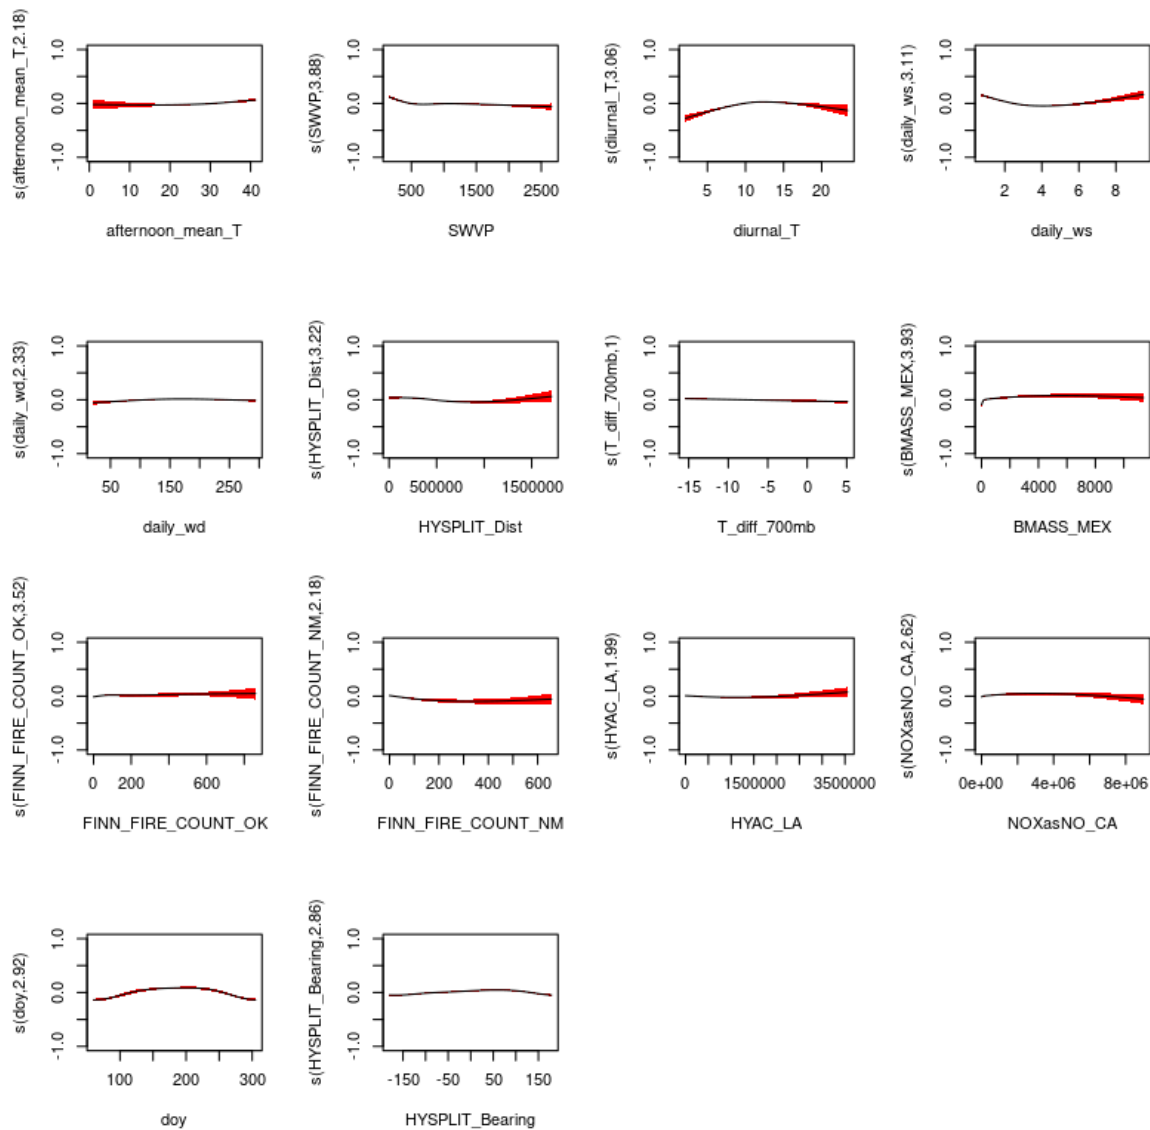 s(afternoon_mean_T,2.18)
-1.0 0.0 1.0
0 10 20 30 40
afternoon_mean_T
s(SWVP,3.88)
-1.0 0.0 1.0
500 1500 2500
SWVP
s(diurnal_T,3.06)
-1.0 0.0 1.0
5 10 15 20
diurnal_T
s(daily_ws,3.11)
-1.0 0.0 1.0
2 4 6 8
daily_ws
s(daily_wd,2.33)
-1.0 0.0 1.0
50 150 250
daily_wd
s(HYSPLIT_Dist,3.22)
-1.0 0.0 1.0
0 500000 1500000
HYSPLIT_Dist
s(T_diff_700mb,1)
-1.0 0.0 1.0
-15 -10 -5 0 5
T_diff_700mb
s(BMASS_MEX,3.93)
-1.0 0.0 1.0
0 4000 8000
BMASS_MEX
s(FINN_FIRE_COUNT_OK,3.52)
-1.0 0.0 1.0
0 200 600
FINN_FIRE_COUNT_OK
s(FINN_FIRE_COUNT_NM,2.18)
-1.0 0.0 1.0
0 200 400 600
FINN_FIRE_COUNT_NM
s(HYAC_LA,1.99)
-1.0 0.0 1.0
0 1500000 3500000
HYAC_LA
s(NOXasNO_CA,2.62)
-1.0 0.0 1.0
0e+00 4e+06 8e+06
NOXasNO_CA
s(doy,2.92)
-1.0 0.0 1.0
100 200 300
doy
s(HYSPLIT_Bearing,2.86)
-1.0 0.0 1.0
-150 -50 50 150
HYSPLIT_Bearing